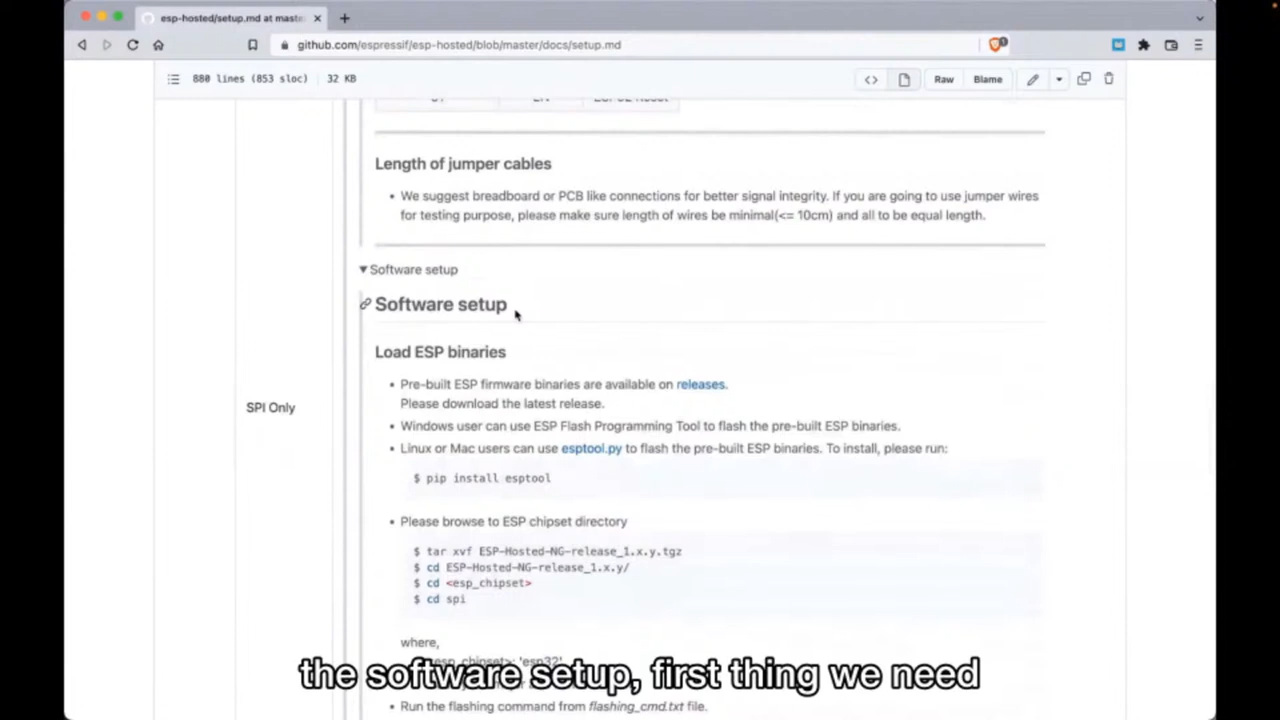 esp-hosted/setup.md at maste
github.com/espressif/esp-hosted/blob/master/docs/setup.md
880 lines (853 sloc) 32 KB
Raw Blame
Length of jumper cables
• We suggest breadboard or PCB like connections for better signal integrity. If you are going to use jumper wires
for testing purpose, please make sure length of wires be minimal(<= 10cm) and all to be equal length.
▼Software setup
Software setup
Load ESP binaries
• Pre-built ESP firmware binaries are available on releases.
Please download the latest release.
SPI Only
• Windows user can use ESP Flash Programming Tool to flash the pre-built ESP binaries.
• Linux or Mac users can use esptool.py to flash the pre-built ESP binaries. To install, please run:
$ pip install esptool
• Please browse to ESP chipset directory
$ tar xvf ESP-Hosted-NG-release_1.x.y.tgz
$ cd ESP-Hosted-NG-release_1.x.y/
$ cd <esp_chipset>
$ cd spi
where,
the software setup, first thing we need
• Run the flashing command from flashing_cmd.txt file.